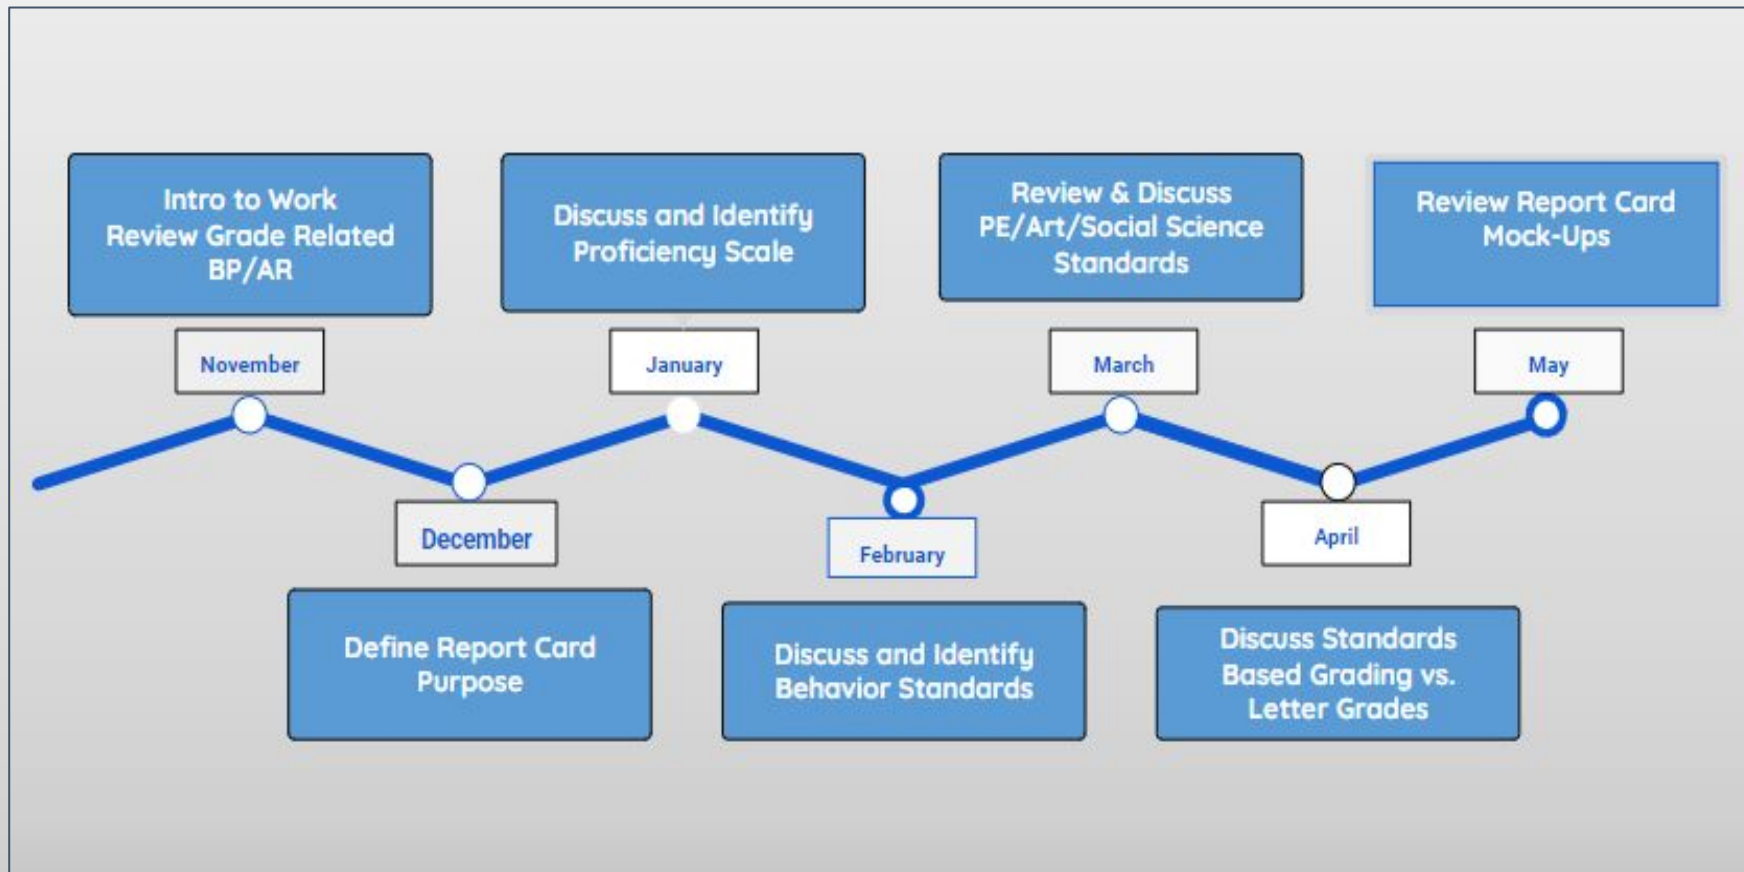 Intro to Work
Review Grade Related
BP/AR
November
December
Define Report Card
Purpose
Discuss and Identify
Proficiency Scale
January
February
Discuss and Identify
Behavior Standards
Review & Discuss
PE/Art/Social Science
Standards
March
April
Discuss Standards
Based Grading vs.
Letter Grades
Review Report Card
Mock-Ups
May